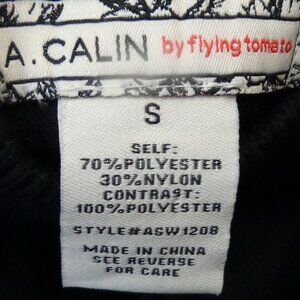 A.CALIN by flying tomato
S
SELF:
70%POLYESTER
30%NYLON
CONTRAST:
100%POLYESTER
STYLE#ASW1208
MADE IN CHINA
SEE REVERSE
FOR CARE